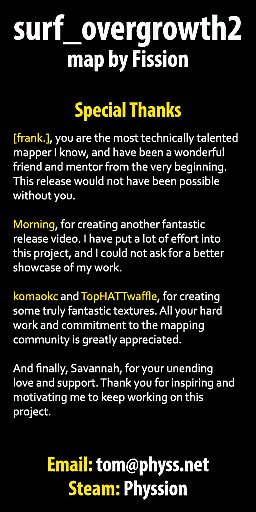 surf_overgrowth2
map by Fission
Special Thanks
[frank.], you are the most technically talented
mapper I know, and have been a wonderful
friend and mentor from the very beginning.
This release would not have been possible
without you.
Morning, for creating another fantastic
release video. I have put a lot of effort into
this project, and I could not ask for a better
showcase of my work.
komaokc and TopHATTwaffle, for creating
some truly fantastic textures. All your hard
work and commitment to the mapping
community is greatly appreciated.
And finally, Savannah, for your unending
love and support. Thank you for inspiring and
motivating me to keep working on this
project.
Email: tom@physs.net
Steam: Physsion